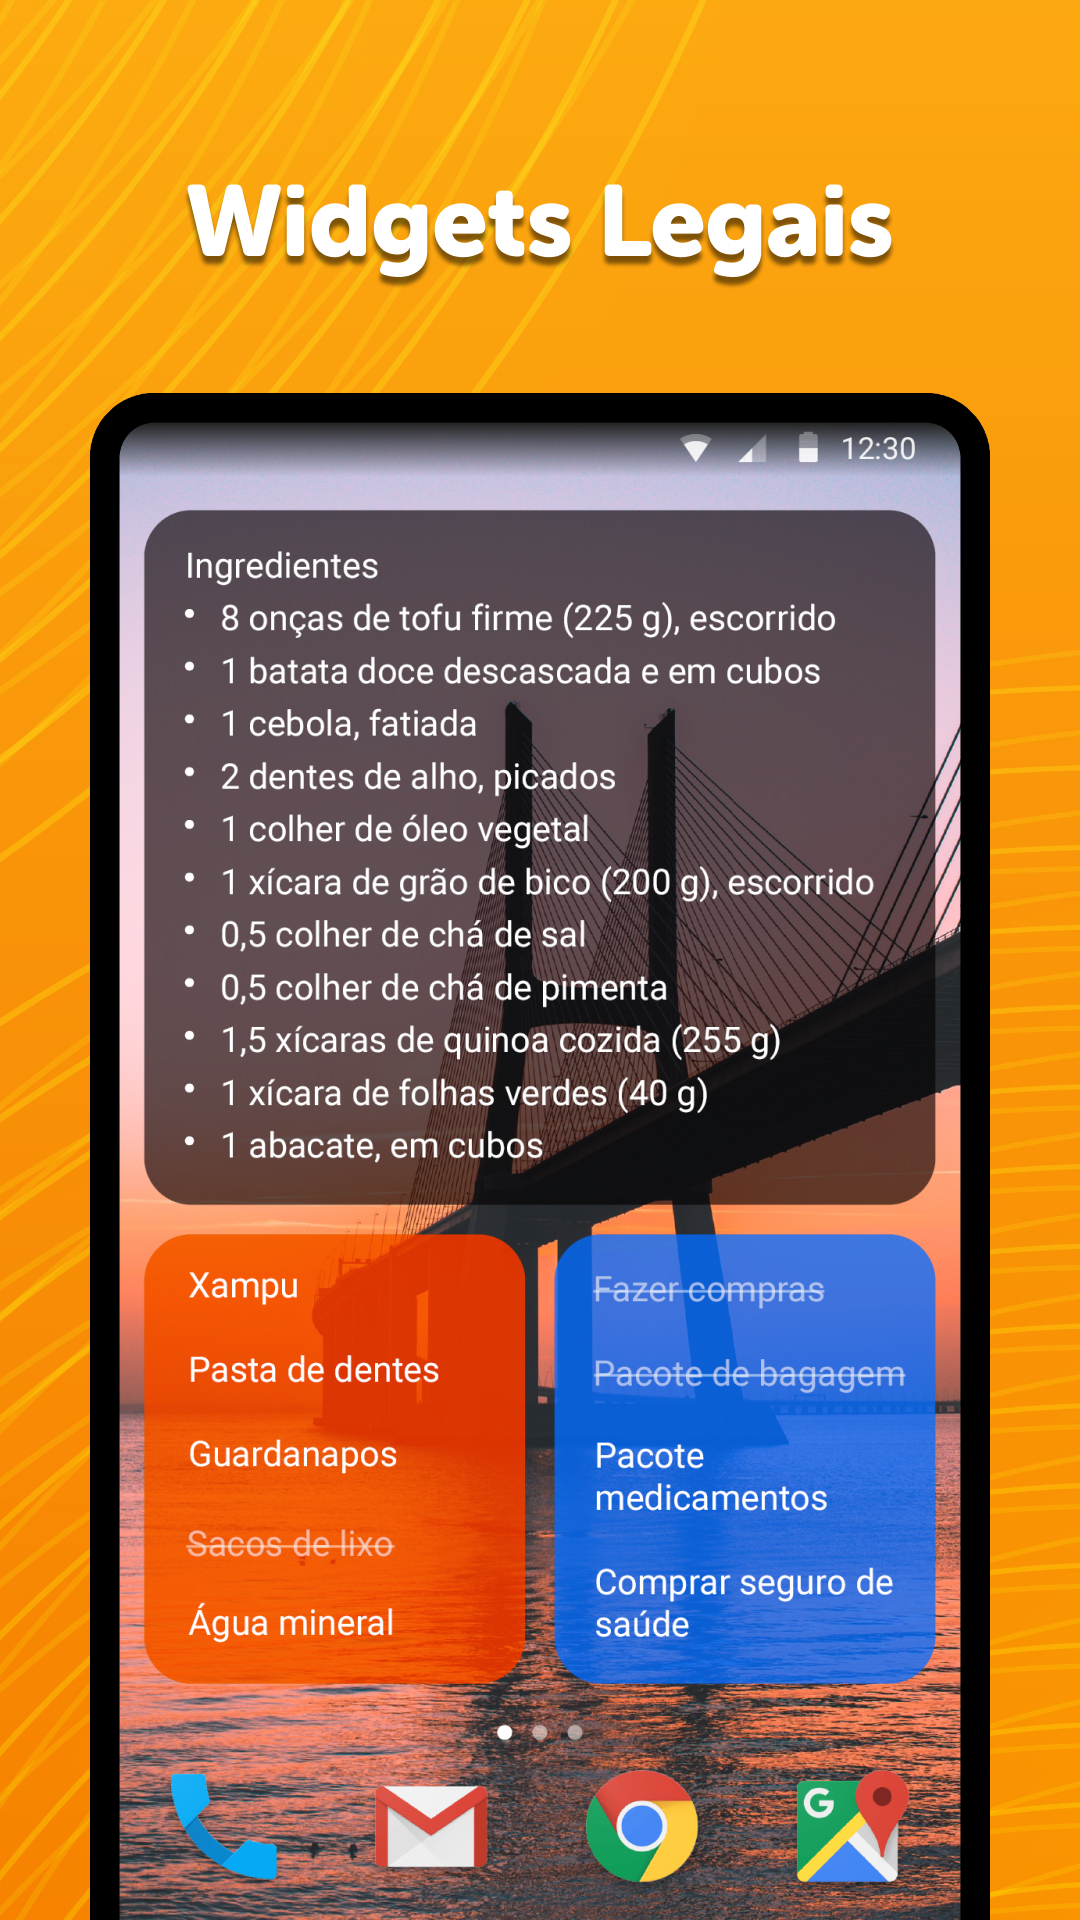 Widgets Legais
12:30
Ingredientes
• 8 onças de tofu firme (225 g), escorrido
• 1 batata doce descascada e em cubos
• 1 cebola, fatiada
• 2 dentes de alho, picados
• 1 colher de óleo vegetal
• 1 xícara de grão de bico (200 g), escorrido
• 0,5 colher de chá de sal
• 0,5 colher de chá de pimenta
• 1,5 xícaras de quinoa cozida (255 g)
• 1 xícara de folhas verdes (40 g)
• 1 abacate, em cubos
Xampu
Pasta de dentes
Guardanapos
Sacos de lixo
Água mineral
Fazer compras
Pacote de bagagem
Pacote
medicamentos
Comprar seguro de
saúde
G